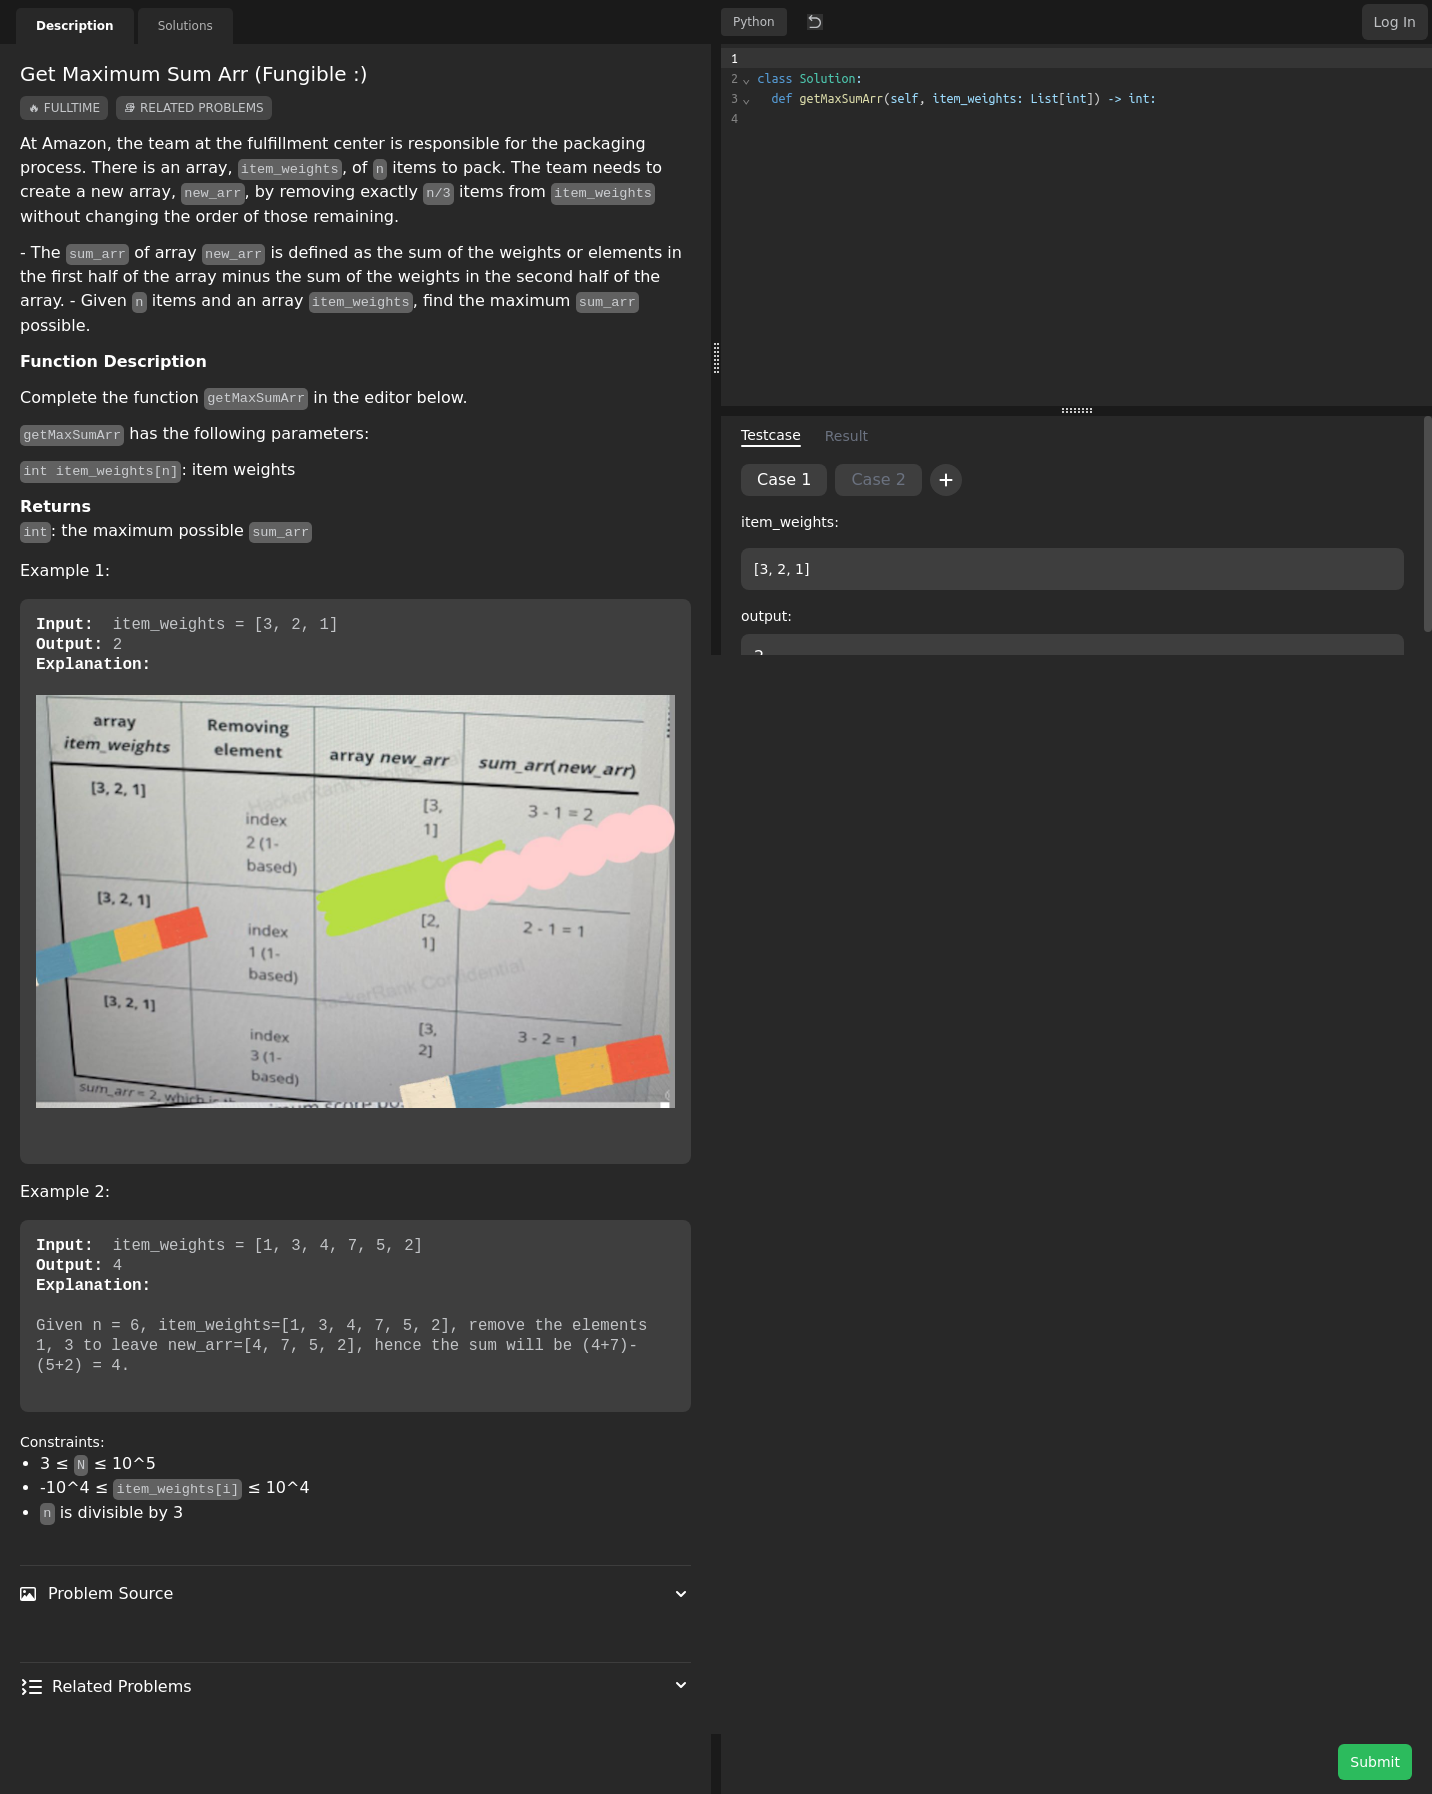 Description
Solutions
Python
Log In
Get Maximum Sum Arr (Fungible :)
🔥 FULLTIME
RELATED PROBLEMS
At Amazon, the team at the fulfillment center is responsible for the packaging
process. There is an array, item_weights, of n items to pack. The team needs to
create a new array, new_arr, by removing exactly n/3 items from item_weights
without changing the order of those remaining.
- The sum_arr of array new_arr is defined as the sum of the weights or elements in
the first half of the array minus the sum of the weights in the second half of the
array. - Given n items and an array item_weights, find the maximum sum_arr
possible.
Function Description
Complete the function getMaxSumArr in the editor below.
getMaxSumArr has the following parameters:
int item_weights[n]: item weights
Returns
int: the maximum possible sum_arr
Example 1:
Input:  item_weights = [3, 2, 1]
Output: 2
Explanation:
array
item_weights
Removing
element
array new_arr
sum_arr(new_arr)
[3, 2, 1]
index
2 (1-
based)
[3,
1]
3 - 1 = 2
[3, 2, 1]
index
1 (1-
based)
[2,
1]
2 - 1 = 1
[3, 2, 1]
index
3 (1-
based)
[3,
2]
3 - 2 = 1
HackerRank Confidential
HackerRank Confidential
sum_arr = 2, which is
Example 2:
Input:  item_weights = [1, 3, 4, 7, 5, 2]
Output: 4
Explanation:
Given n = 6, item_weights=[1, 3, 4, 7, 5, 2], remove the elements
1, 3 to leave new_arr=[4, 7, 5, 2], hence the sum will be (4+7)-
(5+2) = 4.
Constraints:
• 3 ≤ N ≤ 10^5
• -10^4 ≤ item_weights[i] ≤ 10^4
• n is divisible by 3
Problem Source
Related Problems
1
2 class Solution:
3 def getMaxSumArr(self, item_weights: List[int]) -> int:
4
Testcase
Result
Case 1
Case 2
+
item_weights:
[3, 2, 1]
output:
Submit